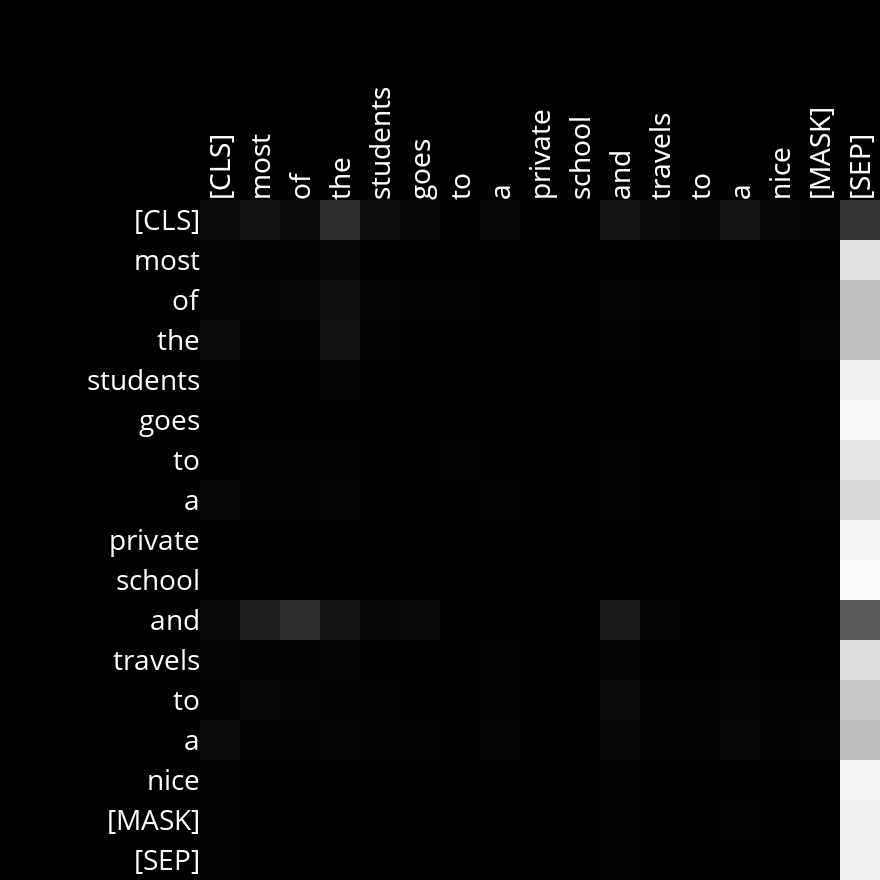 [CLS] most of the students goes to a private school and travels to a nice [MASK] [SEP]
[CLS]
most
of
the
students
goes
to
a
private
school
and
travels
to
a
nice
[MASK]
[SEP]